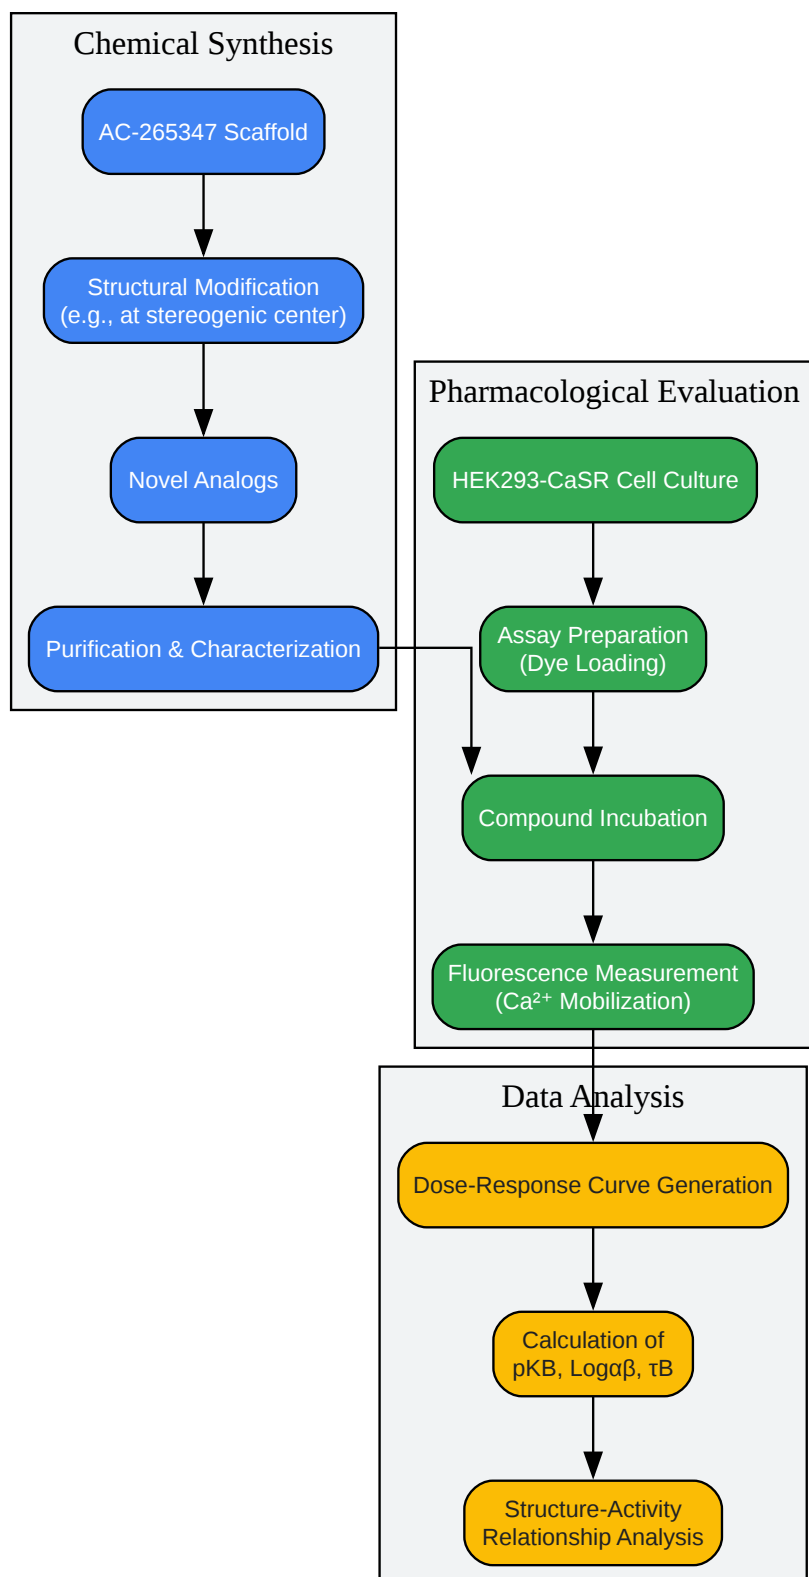 Chemical Synthesis
AC-265347 Scaffold
Structural Modification
(e.g., at stereogenic center)
Novel Analogs
Purification & Characterization
Pharmacological Evaluation
HEK293-CaSR Cell Culture
Assay Preparation
(Dye Loading)
Compound Incubation
Fluorescence Measurement
(Ca²⁺ Mobilization)
Data Analysis
Dose-Response Curve Generation
Calculation of
pKB, Logαβ, τB
Structure-Activity
Relationship Analysis